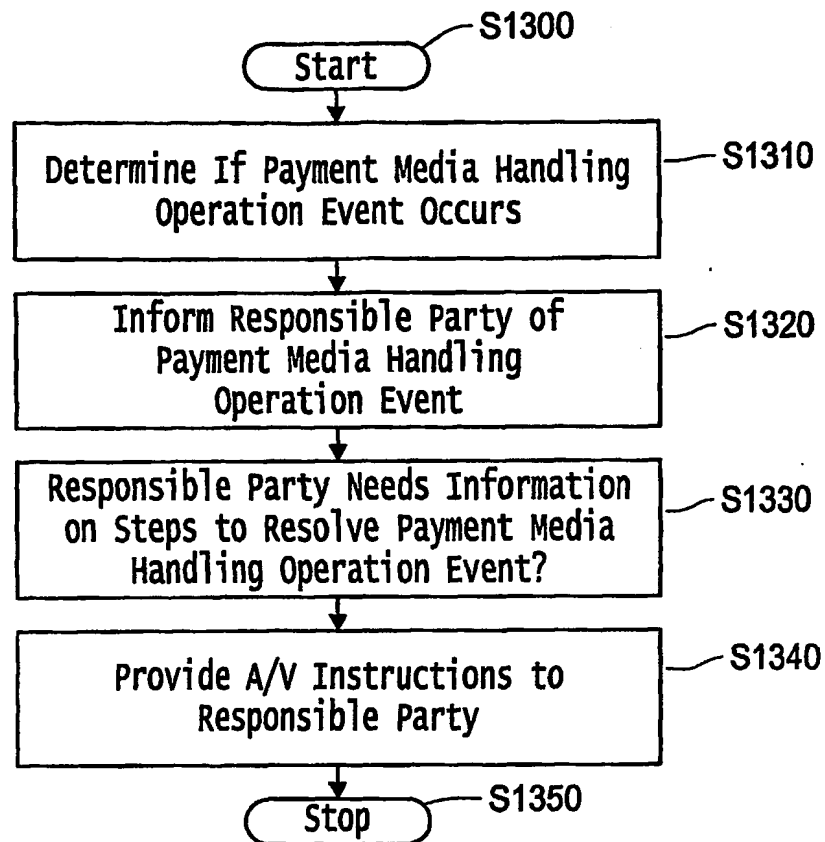 S1300
Start
Determine If Payment Media Handling
Operation Event Occurs
S1310
Inform Responsible Party of
Payment Media Handling
Operation Event
S1320
Responsible Party Needs Information
on Steps to Resolve Payment Media
Handling Operation Event?
S1330
Provide A/V Instructions to
Responsible Party
S1340
Stop
S1350